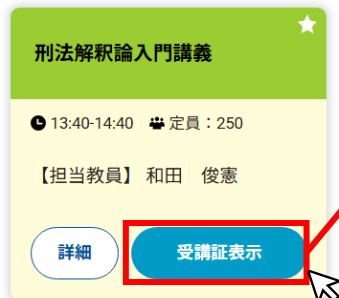 刑法解釈論入門講義
13:40-14:40 定員：250
【担当教員】 和田　俊憲
詳細 受講証表示